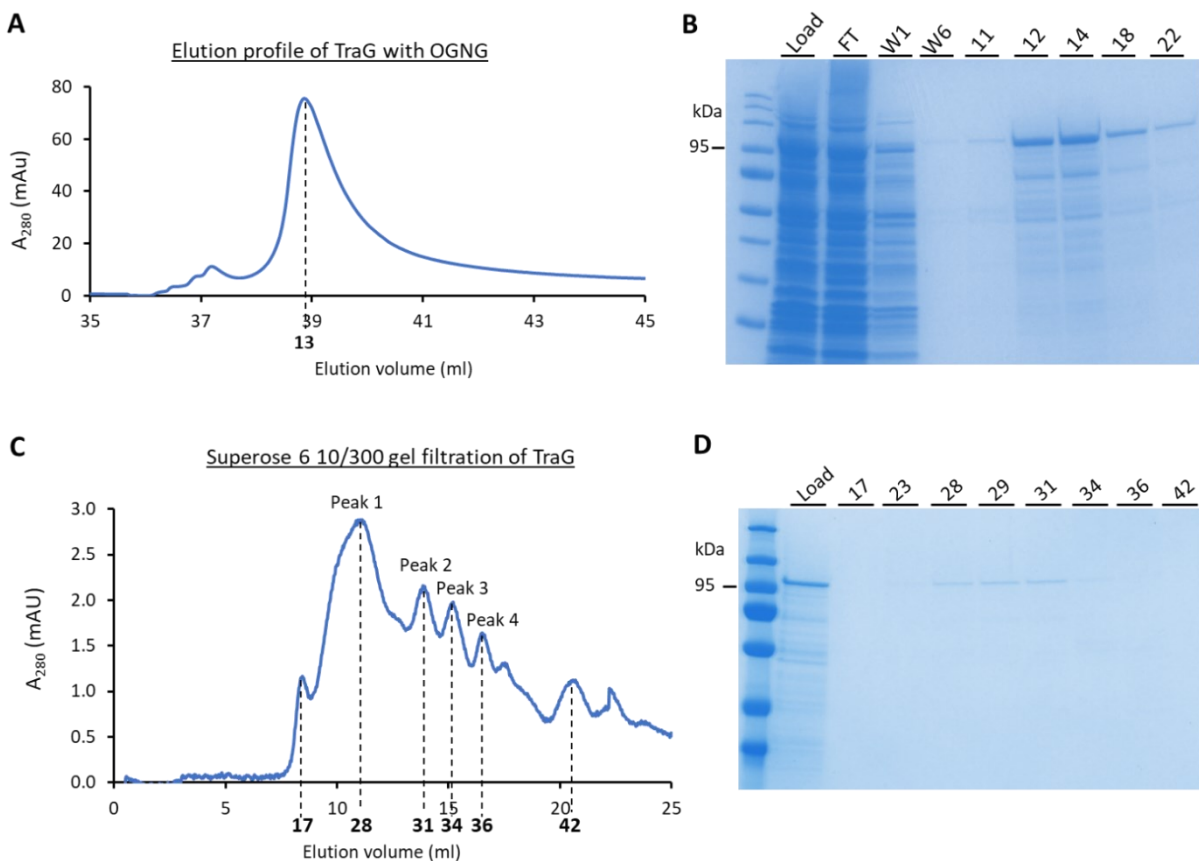 A
Elution profile of TraG with OGNG
A280 (mAu)
80
60
40
20
0
35 37 39 41 43 45
13
Elution volume (ml)
B
Load FT W1 W6 11 12 14 18 22
kDa
95
C
Superose 6 10/300 gel filtration of TraG
Peak 1
Peak 2
Peak 3
Peak 4
A280 (mAU)
3.0
2.5
2.0
1.5
1.0
0.5
0.0
0 5 10 15 20 25
17 28 31 34 36 42
Elution volume (ml)
D
Load 17 23 28 29 31 34 36 42
kDa
95